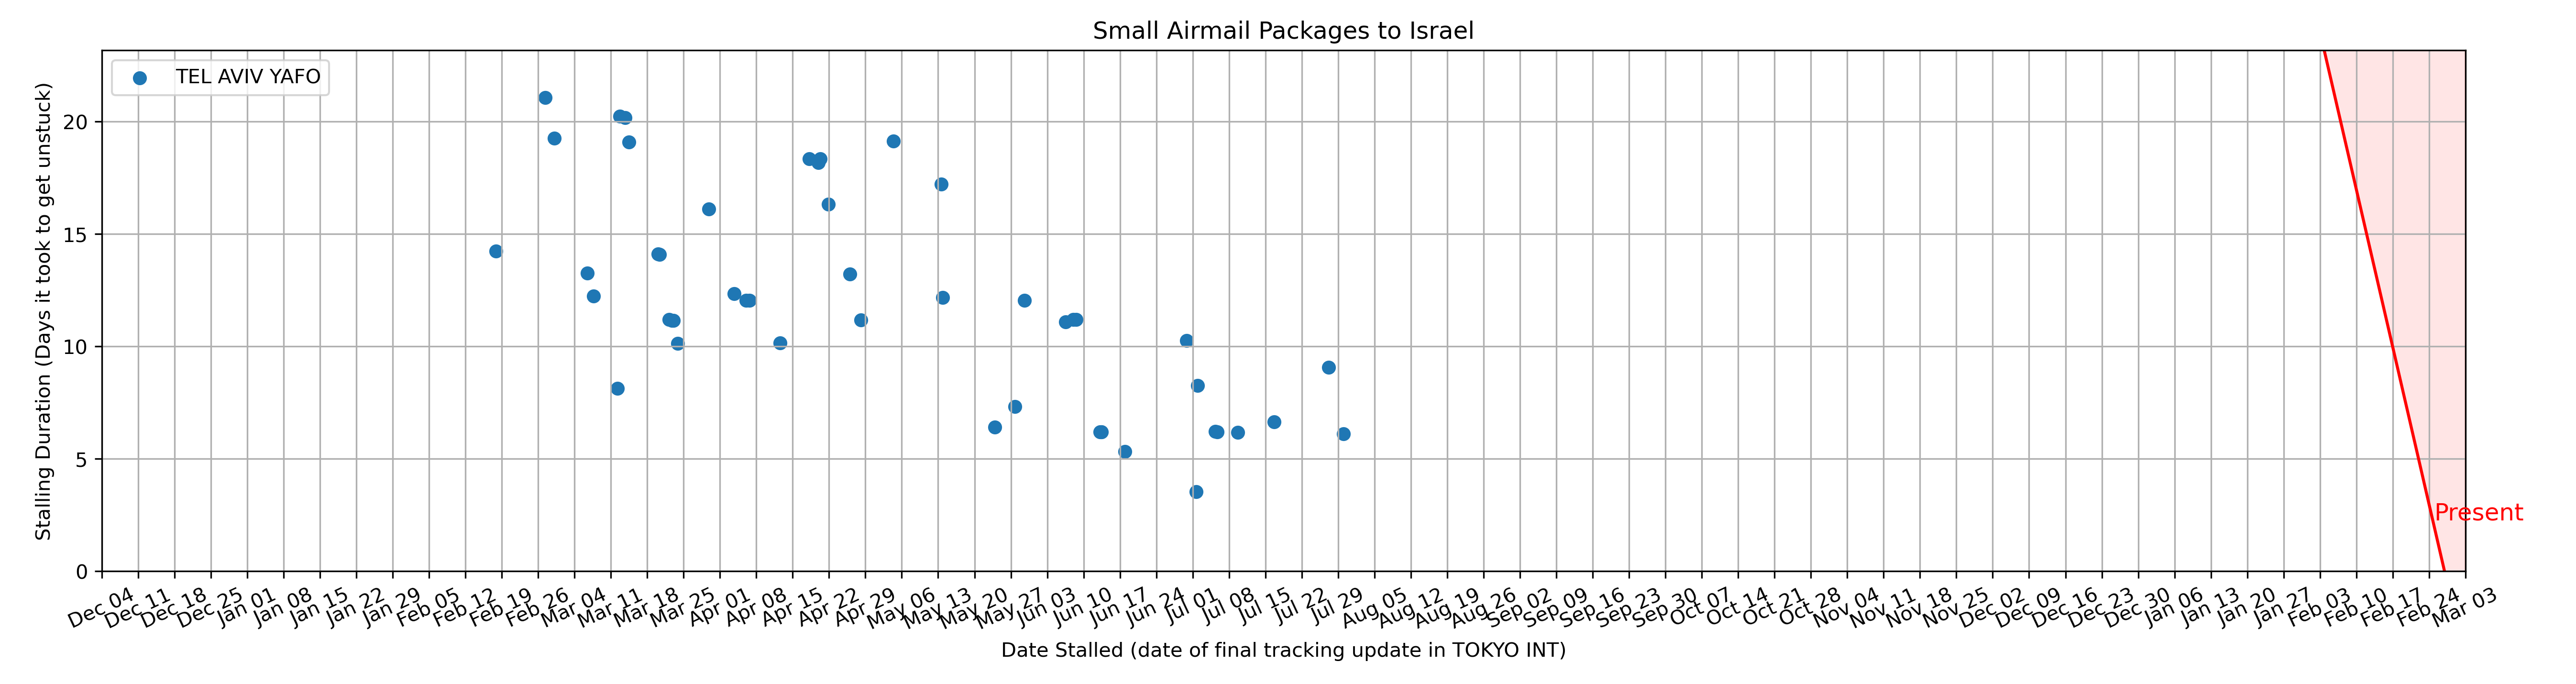 Small Airmail Packages to Israel
TEL AVIV YAFO
Stalling Duration (Days it took to get unstuck)
20
15
10
5
0
Present
Dec 04
Dec 11
Dec 18
Dec 25
Jan 01
Jan 08
Jan 15
Jan 22
Jan 29
Feb 05
Feb 12
Feb 19
Feb 26
Mar 04
Mar 11
Mar 18
Mar 25
Apr 01
Apr 08
Apr 15
Apr 22
Apr 29
May 06
May 13
May 20
May 27
Jun 03
Jun 10
Jun 17
Jun 24
Jul 01
Jul 08
Jul 15
Jul 22
Jul 29
Aug 05
Aug 12
Aug 19
Aug 26
Sep 02
Sep 09
Sep 16
Sep 23
Sep 30
Oct 07
Oct 14
Oct 21
Oct 28
Nov 04
Nov 11
Nov 18
Nov 25
Dec 02
Dec 09
Dec 16
Dec 23
Dec 30
Jan 06
Jan 13
Jan 20
Jan 27
Feb 03
Feb 10
Feb 17
Feb 24
Mar 03
Date Stalled (date of final tracking update in TOKYO INT)